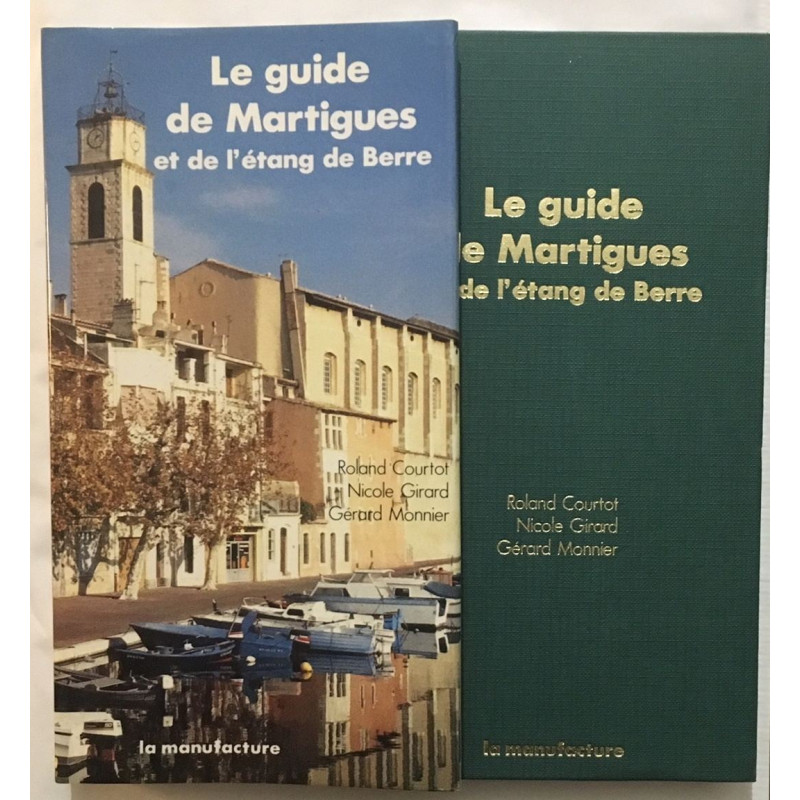 Le guide
de Martigues
et de l'étang de Berre
Roland Courtot
Nicole Girard
Gérard Monnier
la manufacture
Le guide
de Martigues
de l'étang de Berre
Roland Courtot
Nicole Girard
Gérard Monnier
la manufacture